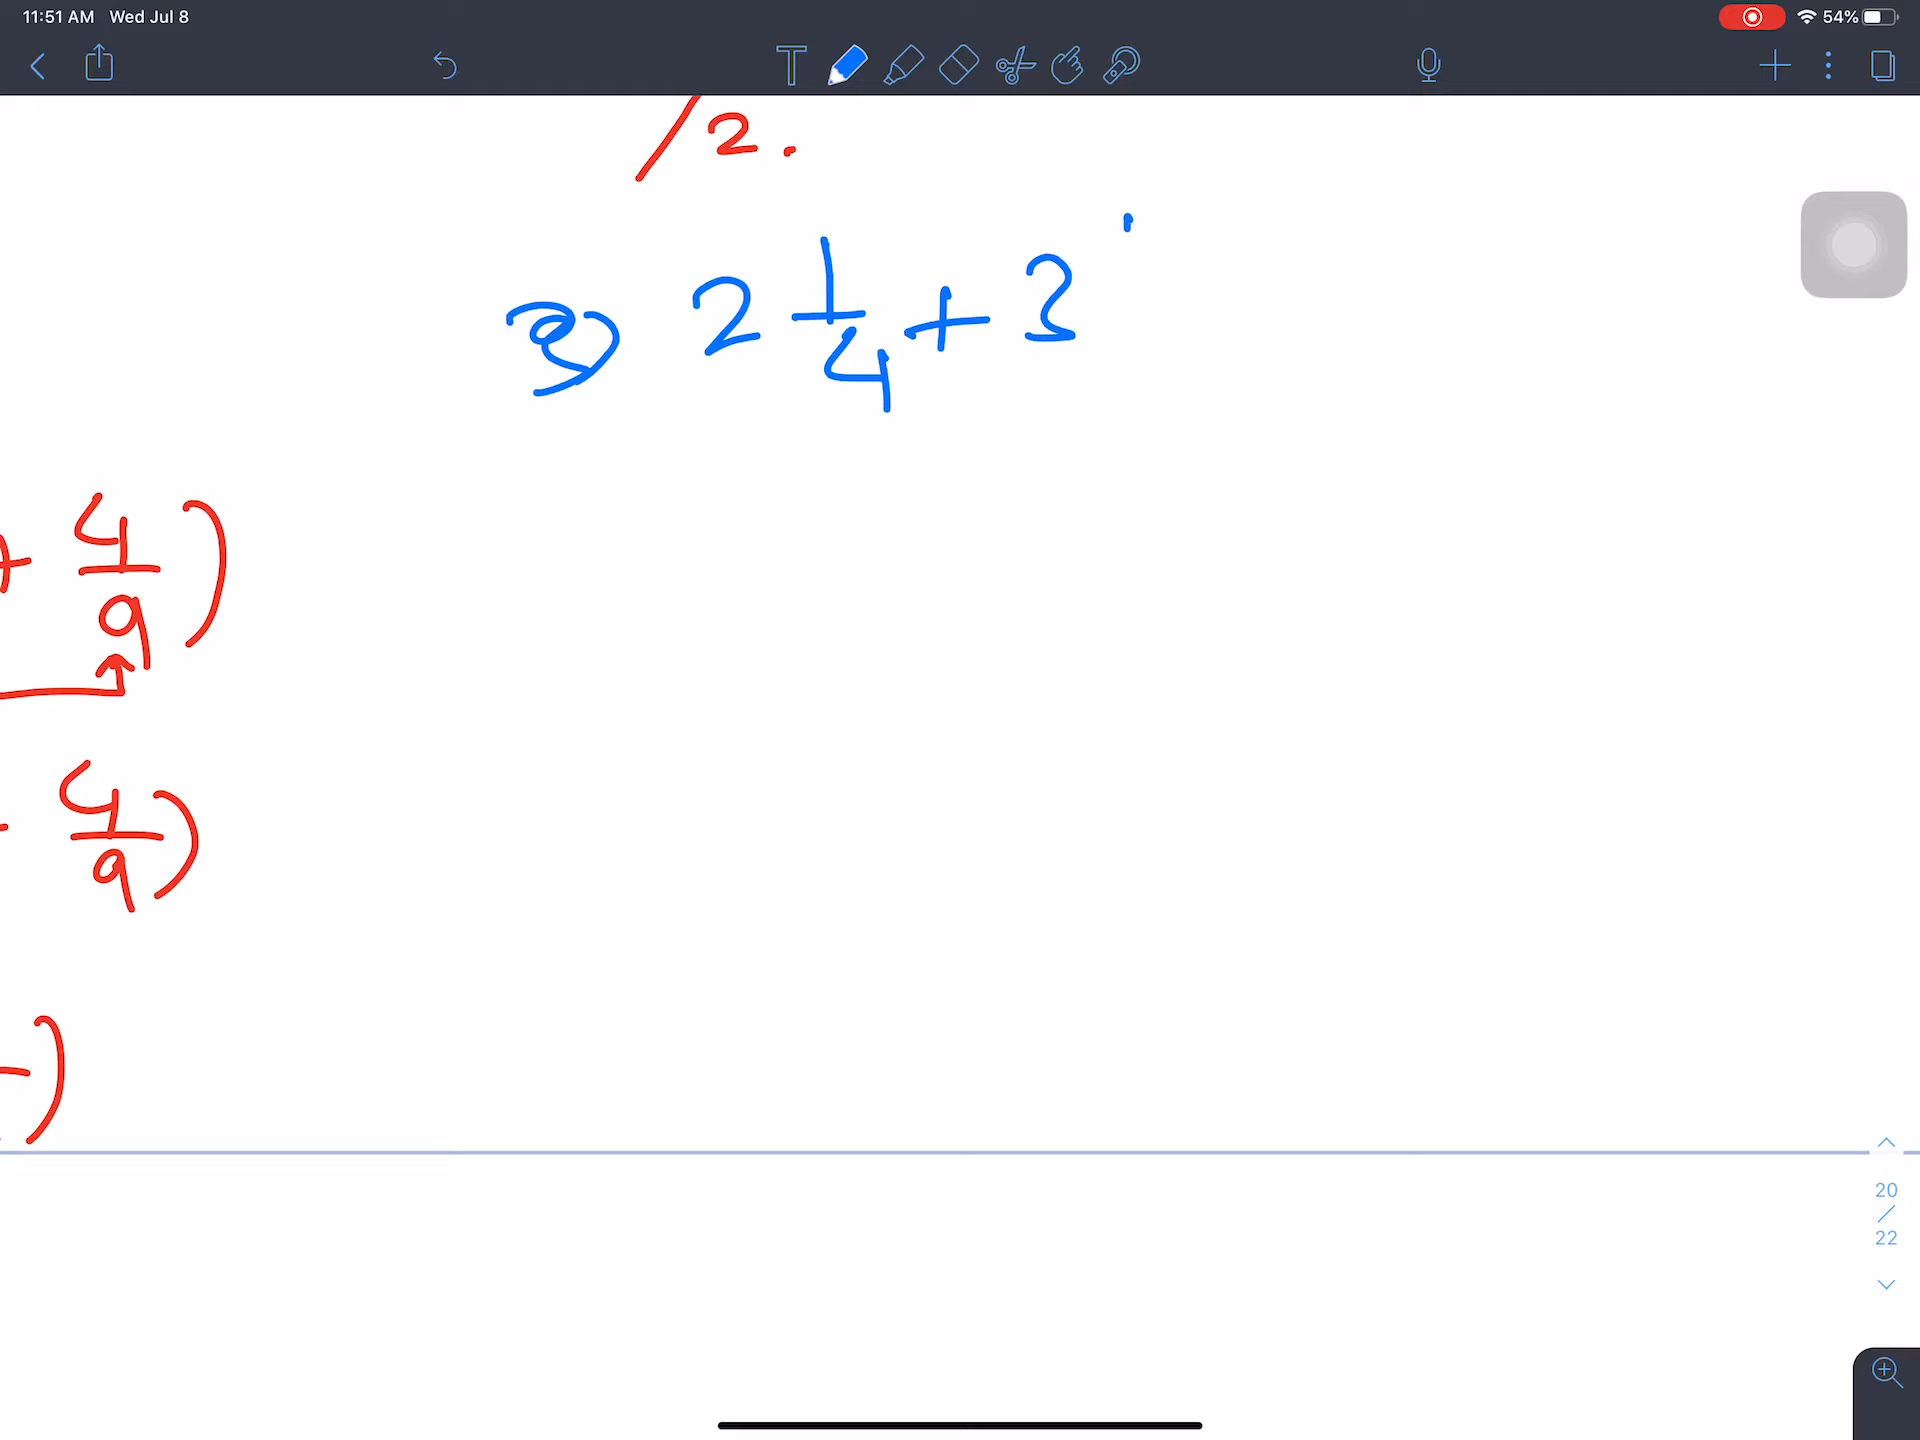 11:51 AM Wed Jul 8 54%
/2.
3) 2 1/4 + 3
+ 4/9 )
4/9 )
)
20
/
22